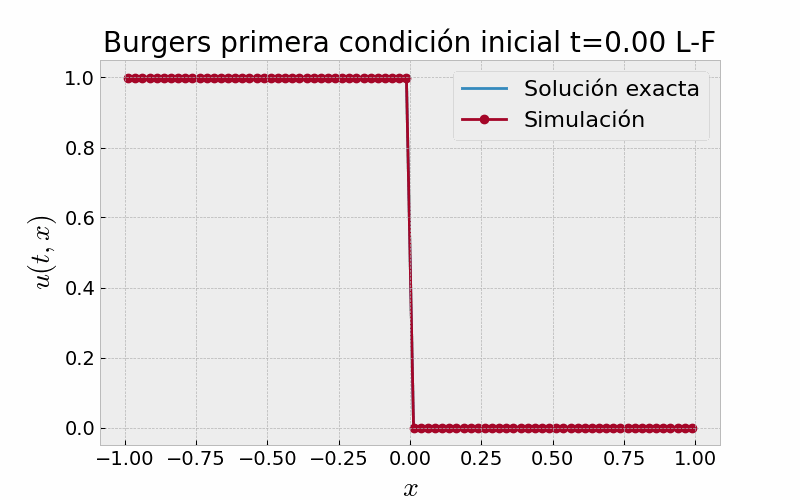 Burgers primera condición inicial t=0.00 L-F
Solución exacta
Simulación
1.0
0.8
0.6
0.4
0.2
0.0
u(t, x)
−1.00 −0.75 −0.50 −0.25 0.00 0.25 0.50 0.75 1.00
x